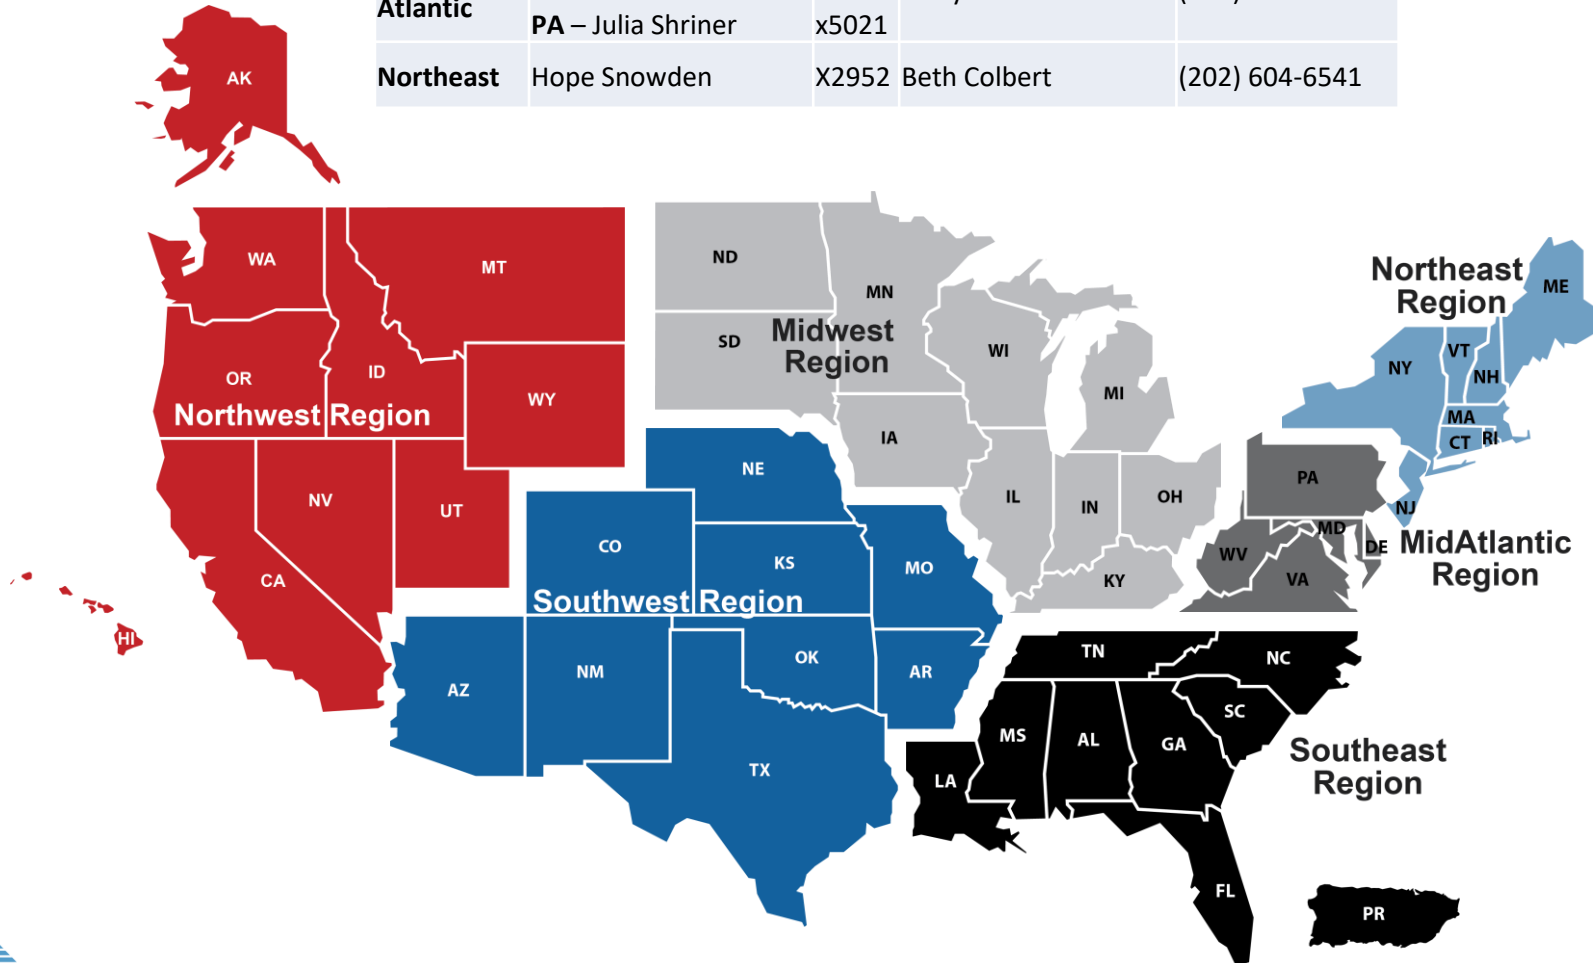 Atlantic
PA – Julia Shriner x5021
Northeast Hope Snowden X2952 Beth Colbert (202) 604-6541
AK
WA
MT
ND
MN
Northeast
Region
ME
SD
Midwest
Region
WI
MI
NY
VT
NH
OR
ID
WY
Northwest Region
MA
CT
RI
IA
NE
PA
NV
UT
IL
IN
OH
NJ
MD
CO
KS
MO
KY
WV
VA
DE
MidAtlantic
Region
CA
Southwest Region
HI
AZ
NM
OK
AR
TN
NC
SC
MS
AL
GA
Southeast
Region
TX
LA
FL
PR